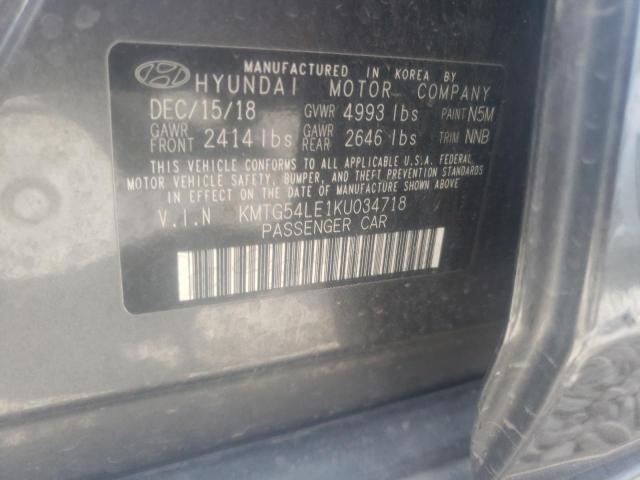 MANUFACTURED IN KOREA BY
HYUNDAI MOTOR COMPANY
DEC/15/18 GVWR 4993 lbs PAINT N5M
GAWR FRONT 2414 lbs GAWR REAR 2646 lbs TRIM NNB
THIS VEHICLE CONFORMS TO ALL APPLICABLE U.S.A. FEDERAL
MOTOR VEHICLE SAFETY, BUMPER, AND THEFT PREVENTION
STANDARDS IN EFFECT ON THE DATE OF MANUFACTURE SHOWN ABOVE.
V.I.N KMTG54LE1KU034718
PASSENGER CAR